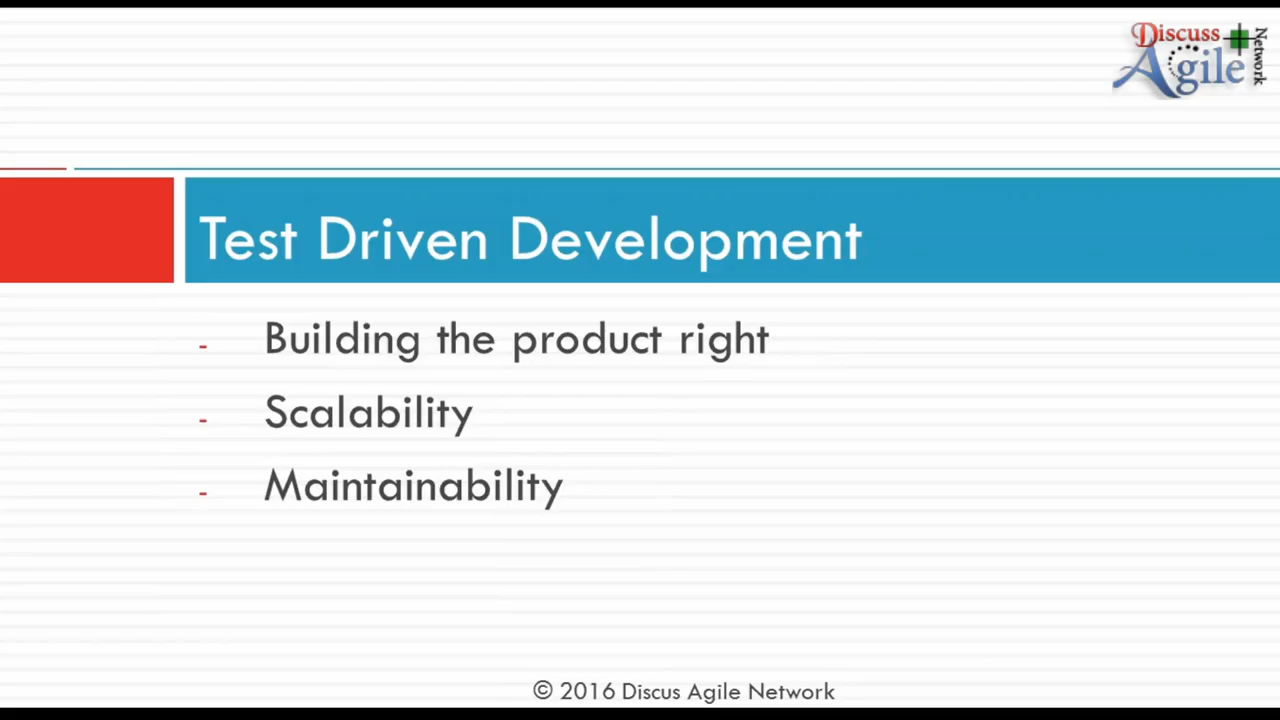 Discuss
Agile
Network
Test Driven Development
- Building the product right
- Scalability
- Maintainability
© 2016 Discus Agile Network